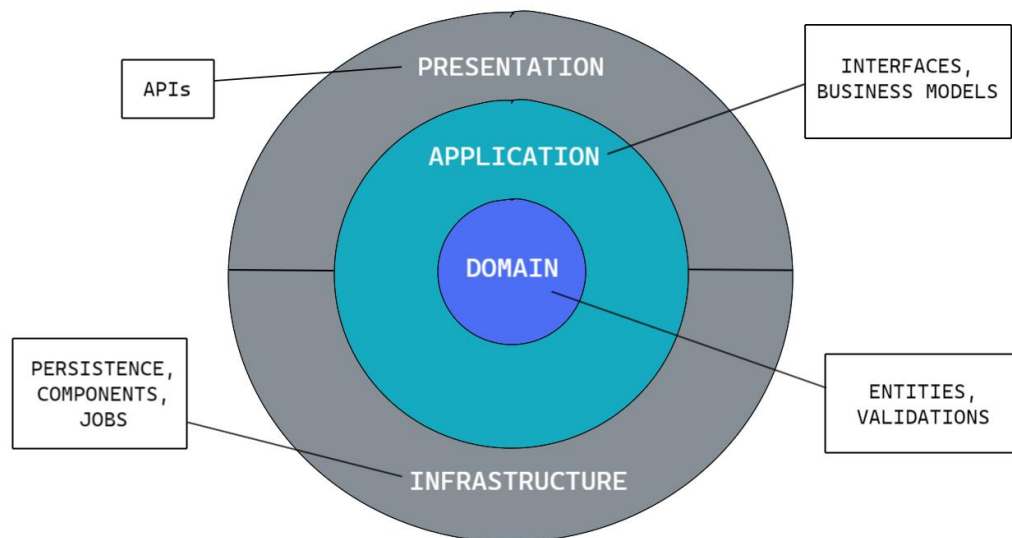 PRESENTATION
APIs
INTERFACES,
BUSINESS MODELS
APPLICATION
DOMAIN
PERSISTENCE,
COMPONENTS,
JOBS
ENTITIES,
VALIDATIONS
INFRASTRUCTURE